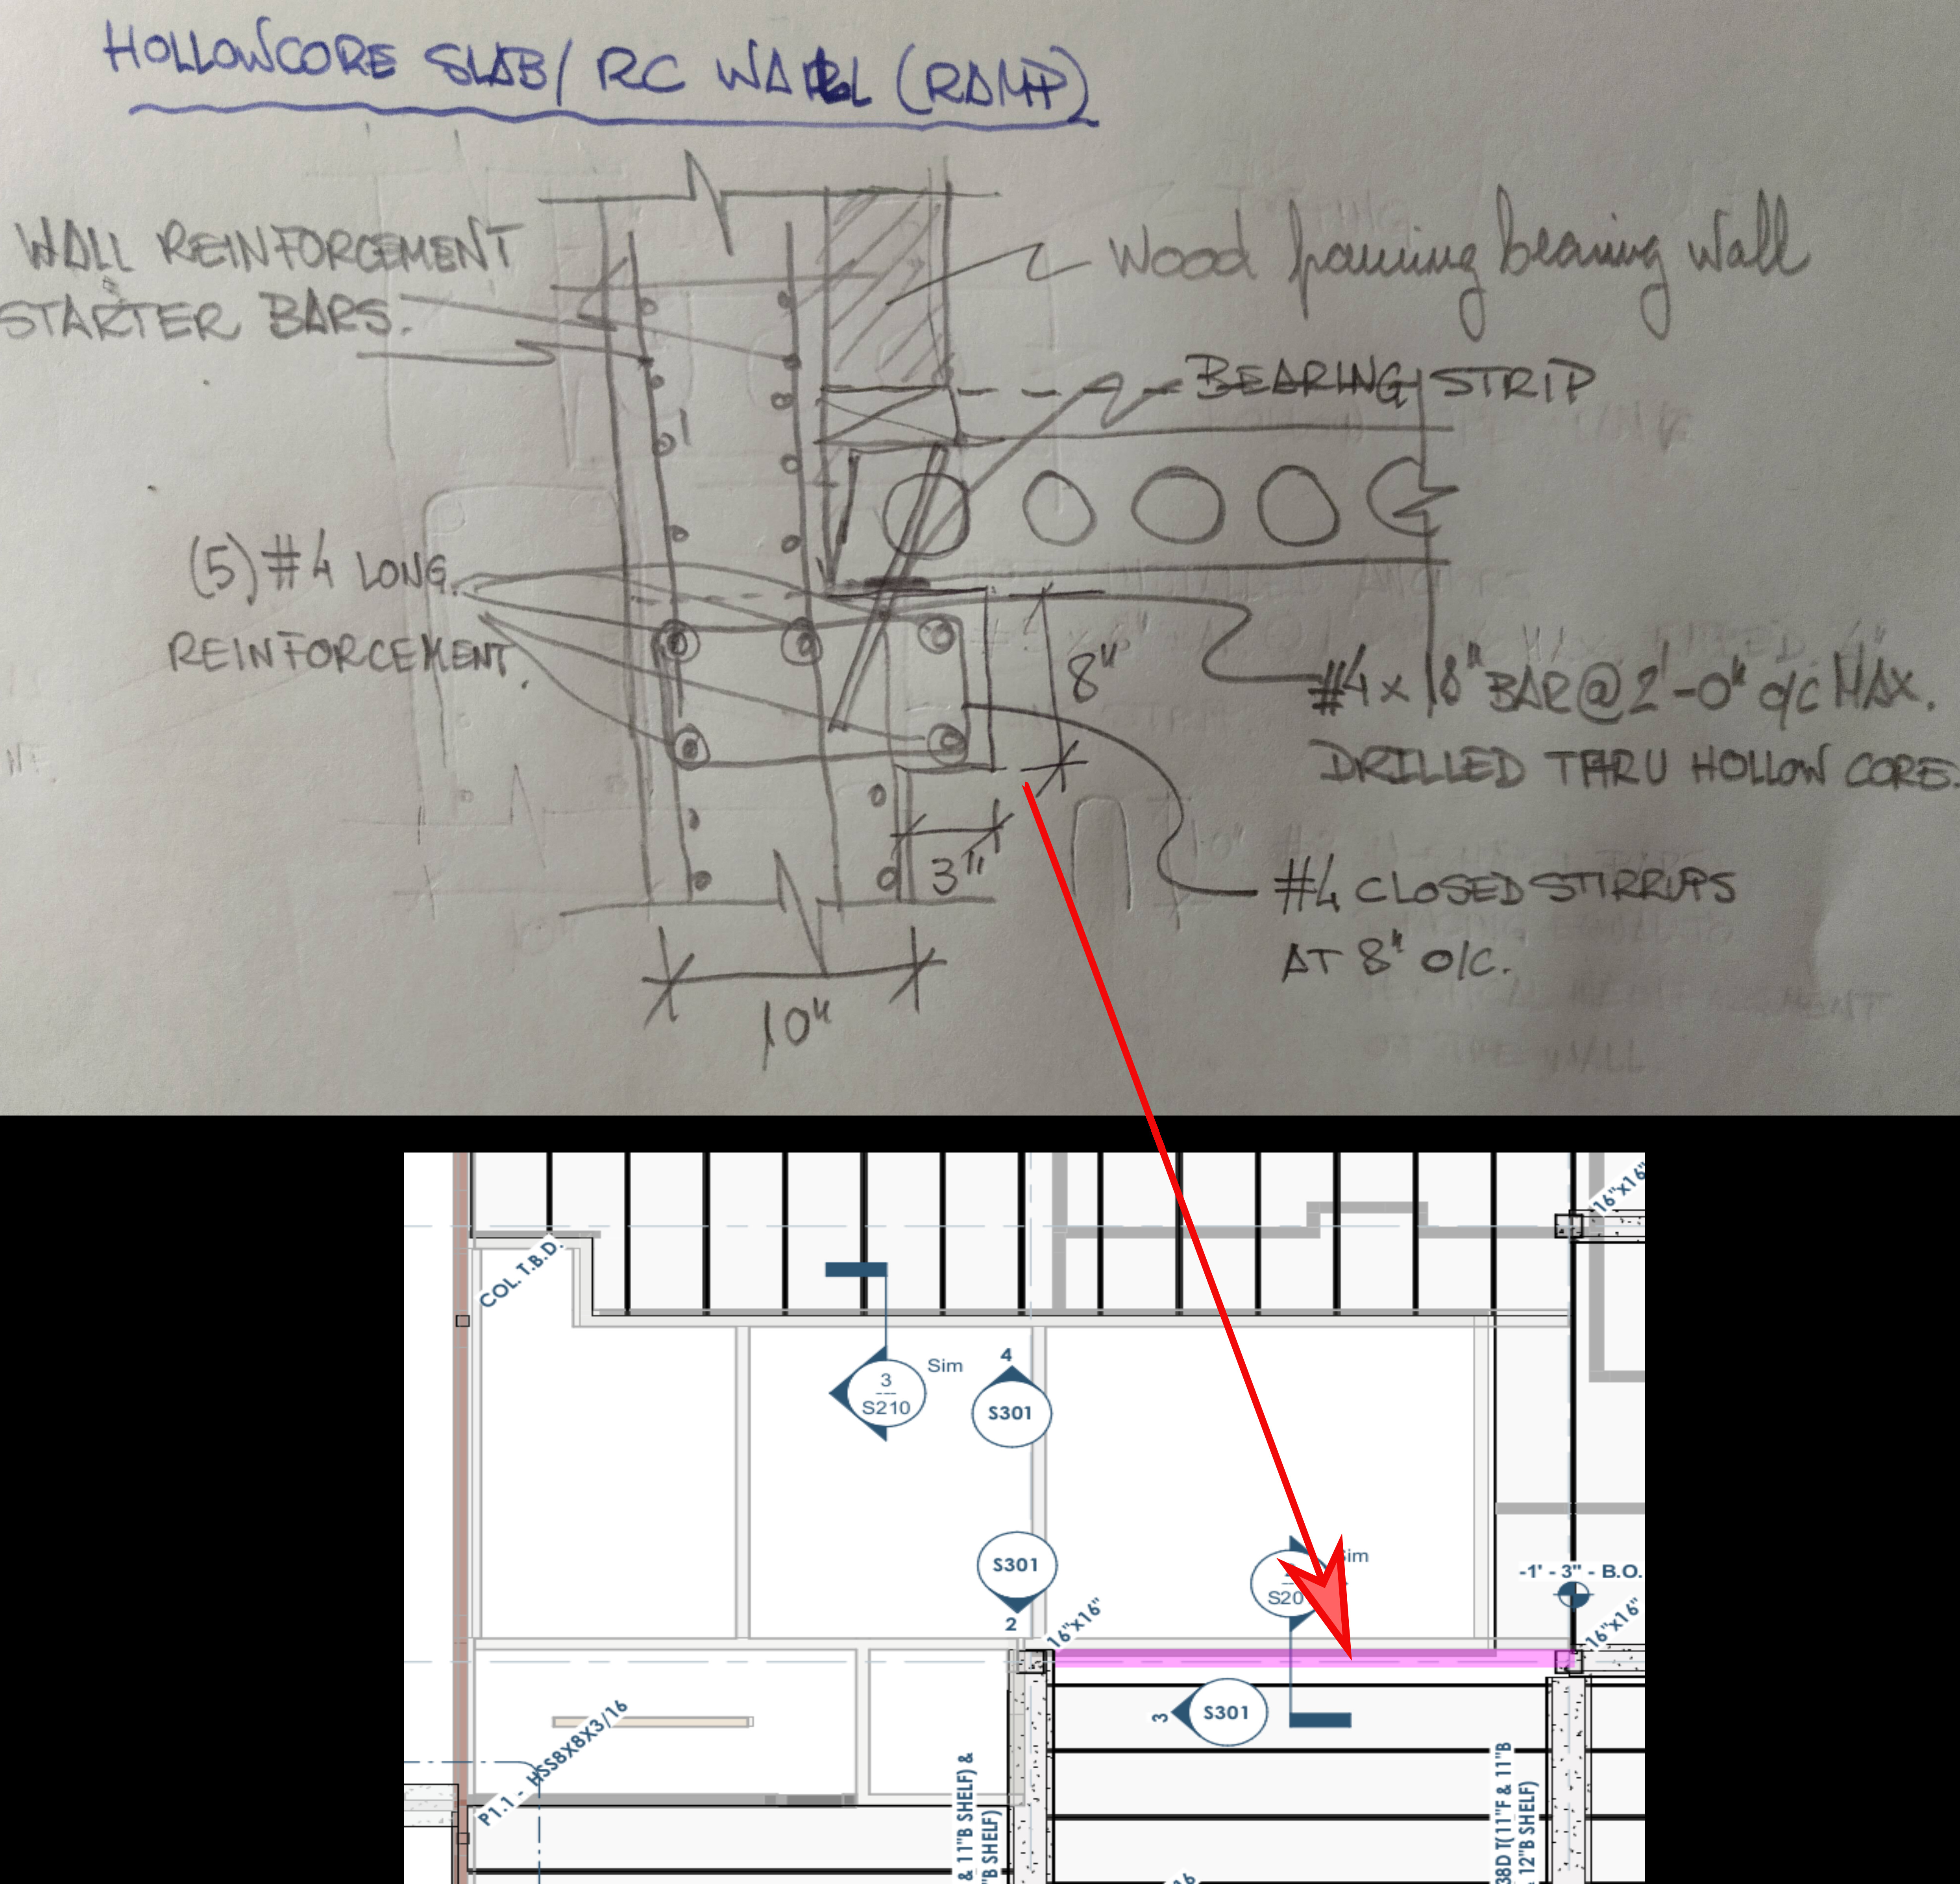 HOLLOWCORE SLAB/ RC WALL (RAMP)
WALL REINFORCEMENT
STARTER BARS.
Wood framing bearing wall
BEARING STRIP
(5)#4 LONG.
REINFORCEMENT.
8"
#4 x 18" BAR @ 2'-0" o/c MAX.
DRILLED THRU HOLLOW CORE.
3"
#4 CLOSED STIRRUPS
AT 8" O/C.
10"
16"x16"
COL. T.B.D.
3
---
S210
Sim
4
S301
S301
2
16"x16"
S20
im
-1' - 3" - B.O.
16"x16"
3
S301
P1.1 - HSS8X8X3/16
& 11"B SHELF) &
"B SHELF)
38D T(11"F & 11"B
12"B SHELF)
16